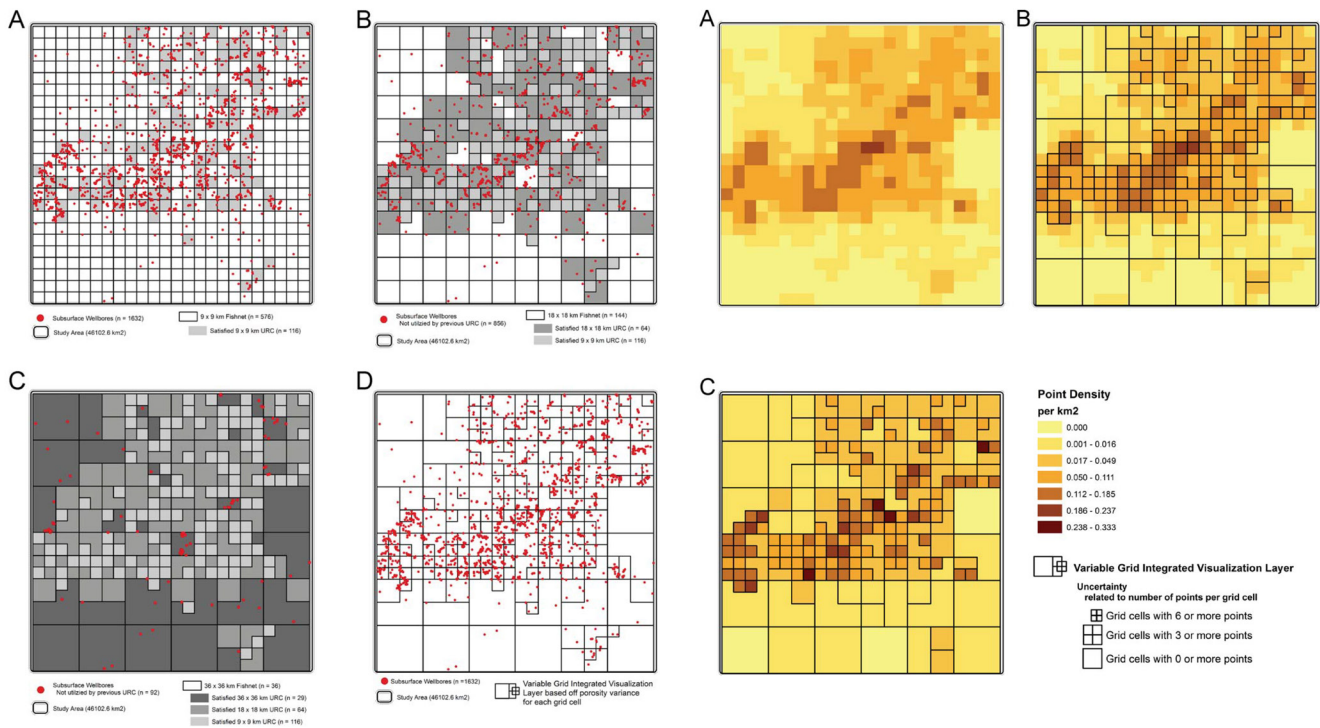 A
B
Subsurface Wellbores (n = 1632)
Study Area (46102.6 km2)
9 x 9 km Fishnet (n = 576)
Satisfied 9 x 9 km URC (n = 116)
Subsurface Wellbores
Not utilzied by previous URC (n = 856)
Study Area (46102.6 km2)
18 x 18 km Fishnet (n = 144)
Satisfied 18 x 18 km URC (n = 64)
Satisfied 9 x 9 km URC (n = 116)
C
D
Subsurface Wellbores
Not utilzied by previous URC (n = 92)
Study Area (46102.6 km2)
36 x 36 km Fishnet (n = 36)
Satisfied 36 x 36 km URC (n = 29)
Satisfied 18 x 18 km URC (n = 64)
Satisfied 9 x 9 km URC (n = 116)
Subsurface Wellbores (n=1632)
Study Area (46102.6 km2)
Variable Grid Integrated Visualization
Layer based off porosity variance
for each grid cell
A
B
C
Point Density
per km2
0.000
0.001 - 0.016
0.017 - 0.049
0.050 - 0.111
0.112 - 0.185
0.186 - 0.237
0.238 - 0.333
Variable Grid Integrated Visualization Layer
Uncertainty
related to number of points per grid cell
Grid cells with 6 or more points
Grid cells with 3 or more points
Grid cells with 0 or more points